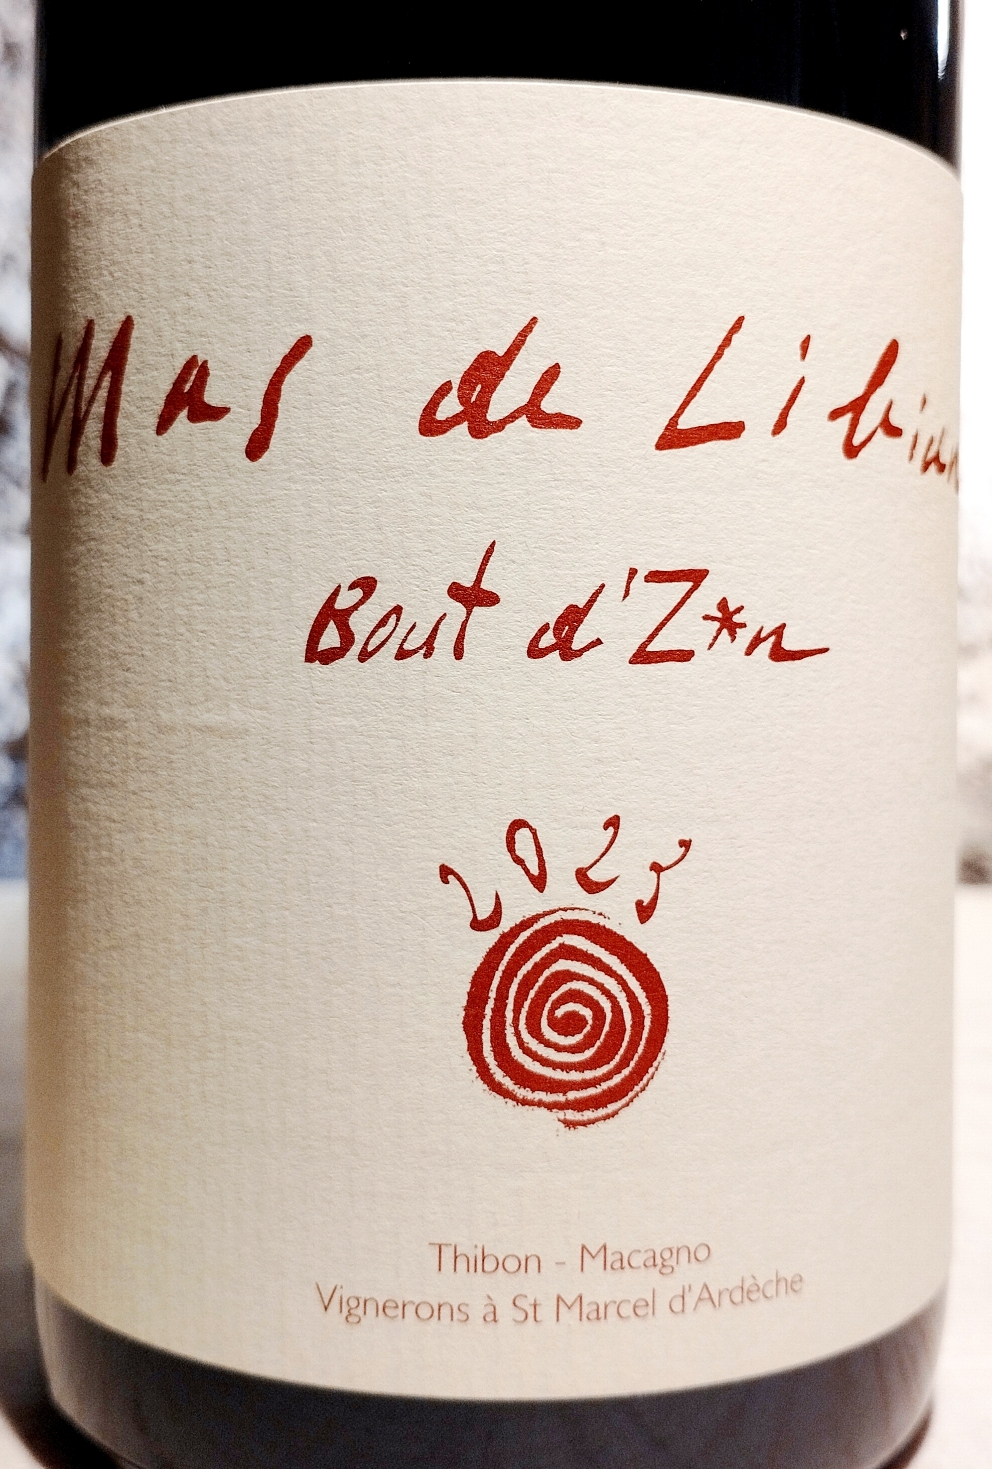 Mas de Libian
Bout d'Z*n
2023
Thibon - Macagno
Vignerons à St Marcel d'Ardèche